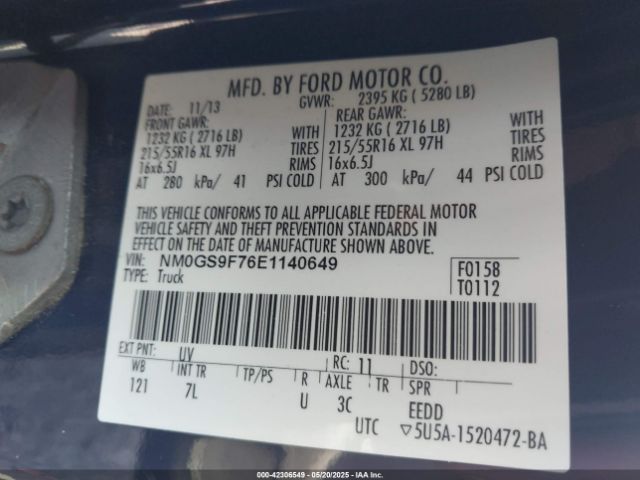 MFD. BY FORD MOTOR CO.
DATE: 11/13 GVWR: 2395 KG ( 5280 LB)
FRONT GAWR: REAR GAWR:
1232 KG ( 2716 LB) WITH 1232 KG ( 2716 LB) WITH
215/55R16 XL 97H TIRES 215/55R16 XL 97H TIRES
16x6.5J RIMS 16x6.5J RIMS
AT 280 kPa/ 41 PSI COLD AT 300 kPa/ 44 PSI COLD
THIS VEHICLE CONFORMS TO ALL APPLICABLE FEDERAL MOTOR
VEHICLE SAFETY AND THEFT PREVENTION STANDARDS IN
EFFECT ON THE DATE OF MANUFACTURE SHOWN ABOVE.
VIN: NM0GS9F76E1140649 F0158
TYPE: Truck T0112
EXT PNT: UV RC: 11 DSO:
WB INT TR TP/PS R AXLE TR SPR
121 7L U 3C EEDD
UTC ▽5U5A-1520472-BA
000-42306549 - 05/20/2025 - IAAI.COM